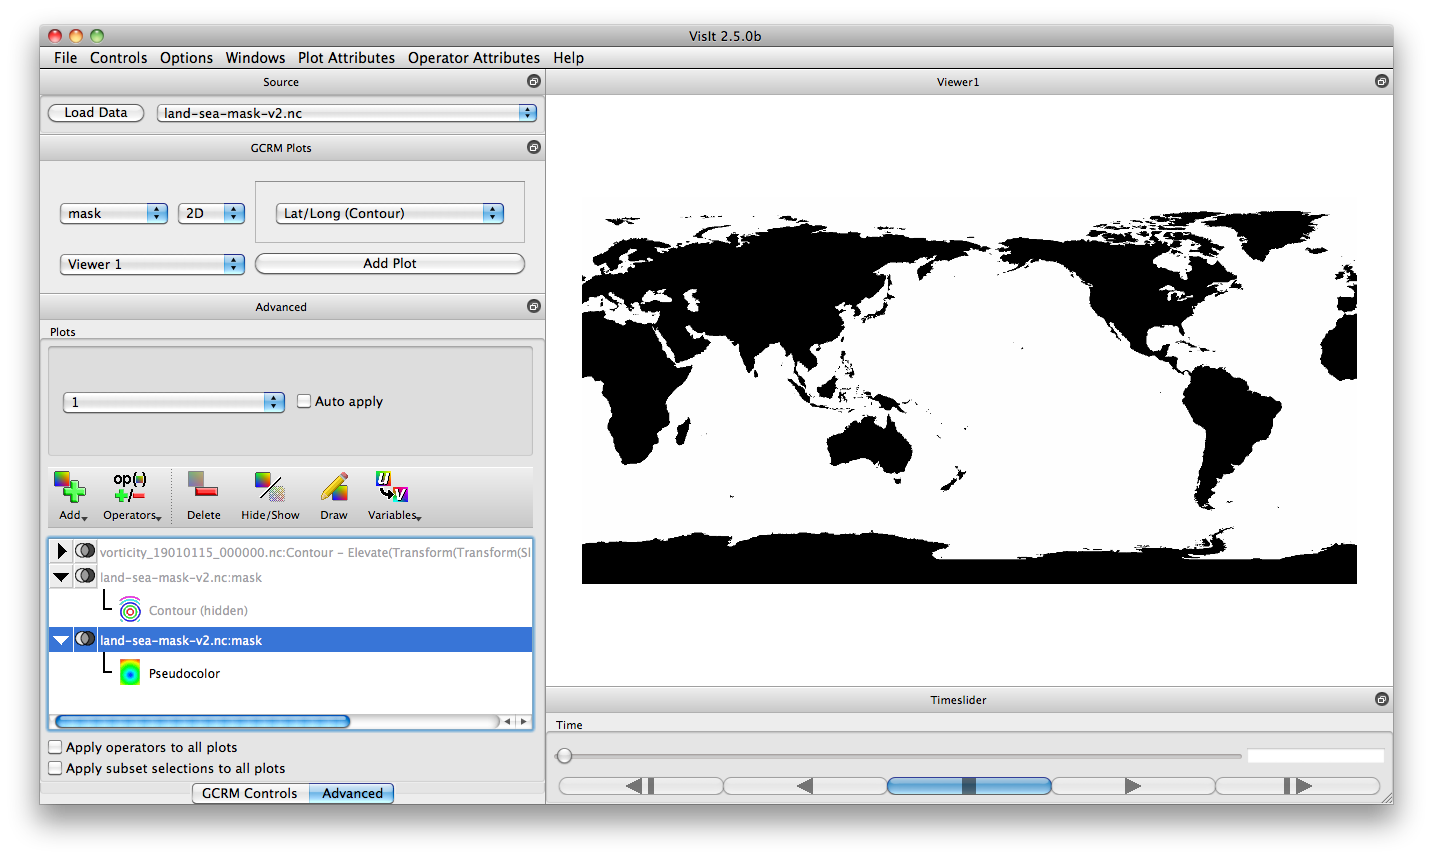 VisIt 2.5.0b
File Controls Options Windows Plot Attributes Operator Attributes Help
Source
Viewer1
Load Data land-sea-mask-v2.nc
GCRM Plots
mask 2D Lat/Long (Contour)
Viewer 1 Add Plot
Advanced
Plots
1 Auto apply
op(▪)
+/-
u
v
Add Operators Delete Hide/Show Draw Variables
vorticity_19010115_000000.nc:Contour - Elevate(Transform(Transform(Sl
land-sea-mask-v2.nc:mask
Contour (hidden)
land-sea-mask-v2.nc:mask
Pseudocolor
Apply operators to all plots
Apply subset selections to all plots
GCRM Controls Advanced
Timeslider
Time